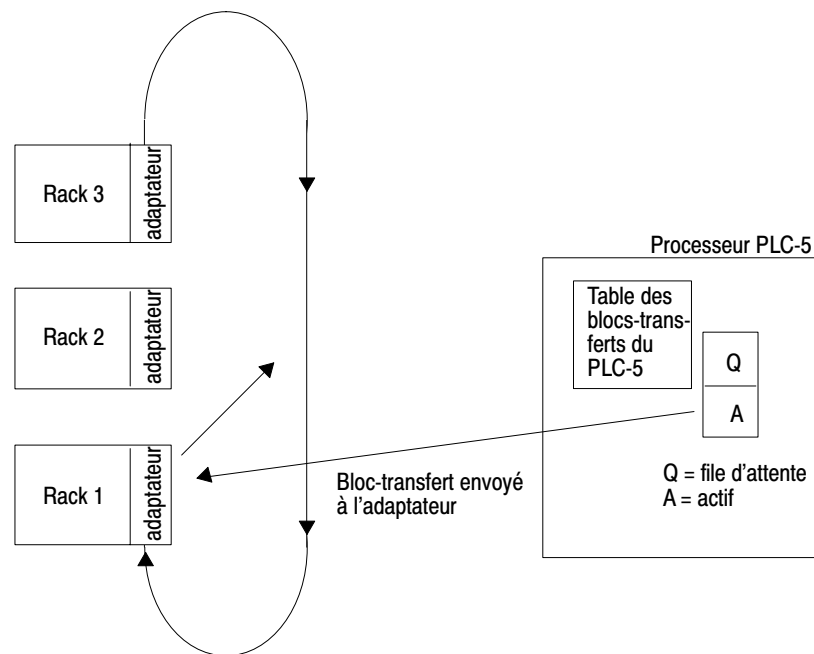 Rack 3
adaptateur
Rack 2
adaptateur
Rack 1
adaptateur
Processeur PLC-5
Table des
blocs-trans-
ferts du
PLC-5
Q
A
Q = file d'attente
A = actif
Bloc-transfert envoyé
à l'adaptateur